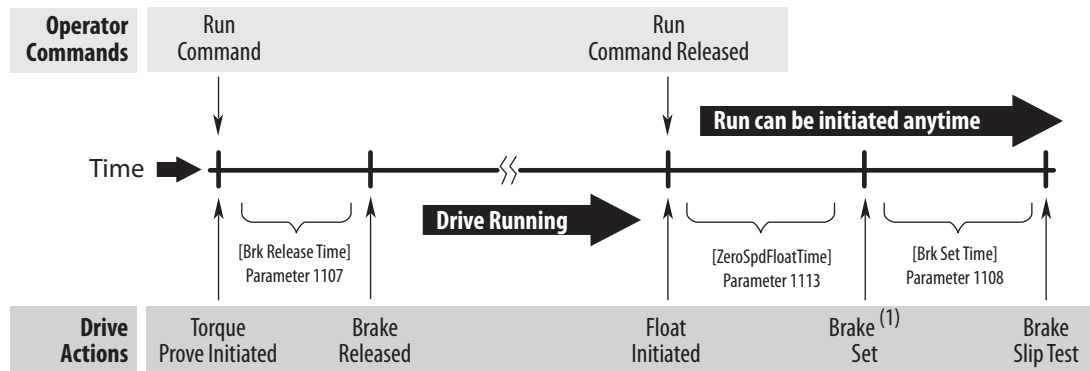 Operator
Commands
Run
Command
Run
Command Released
Run can be initiated anytime
Time
Drive Running
[Brk Release Time]
Parameter 1107
[ZeroSpdFloatTime]
Parameter 1113
[Brk Set Time]
Parameter 1108
Drive
Actions
Torque
Prove Initiated
Brake
Released
Float
Initiated
Brake (1)
Set
Brake
Slip Test